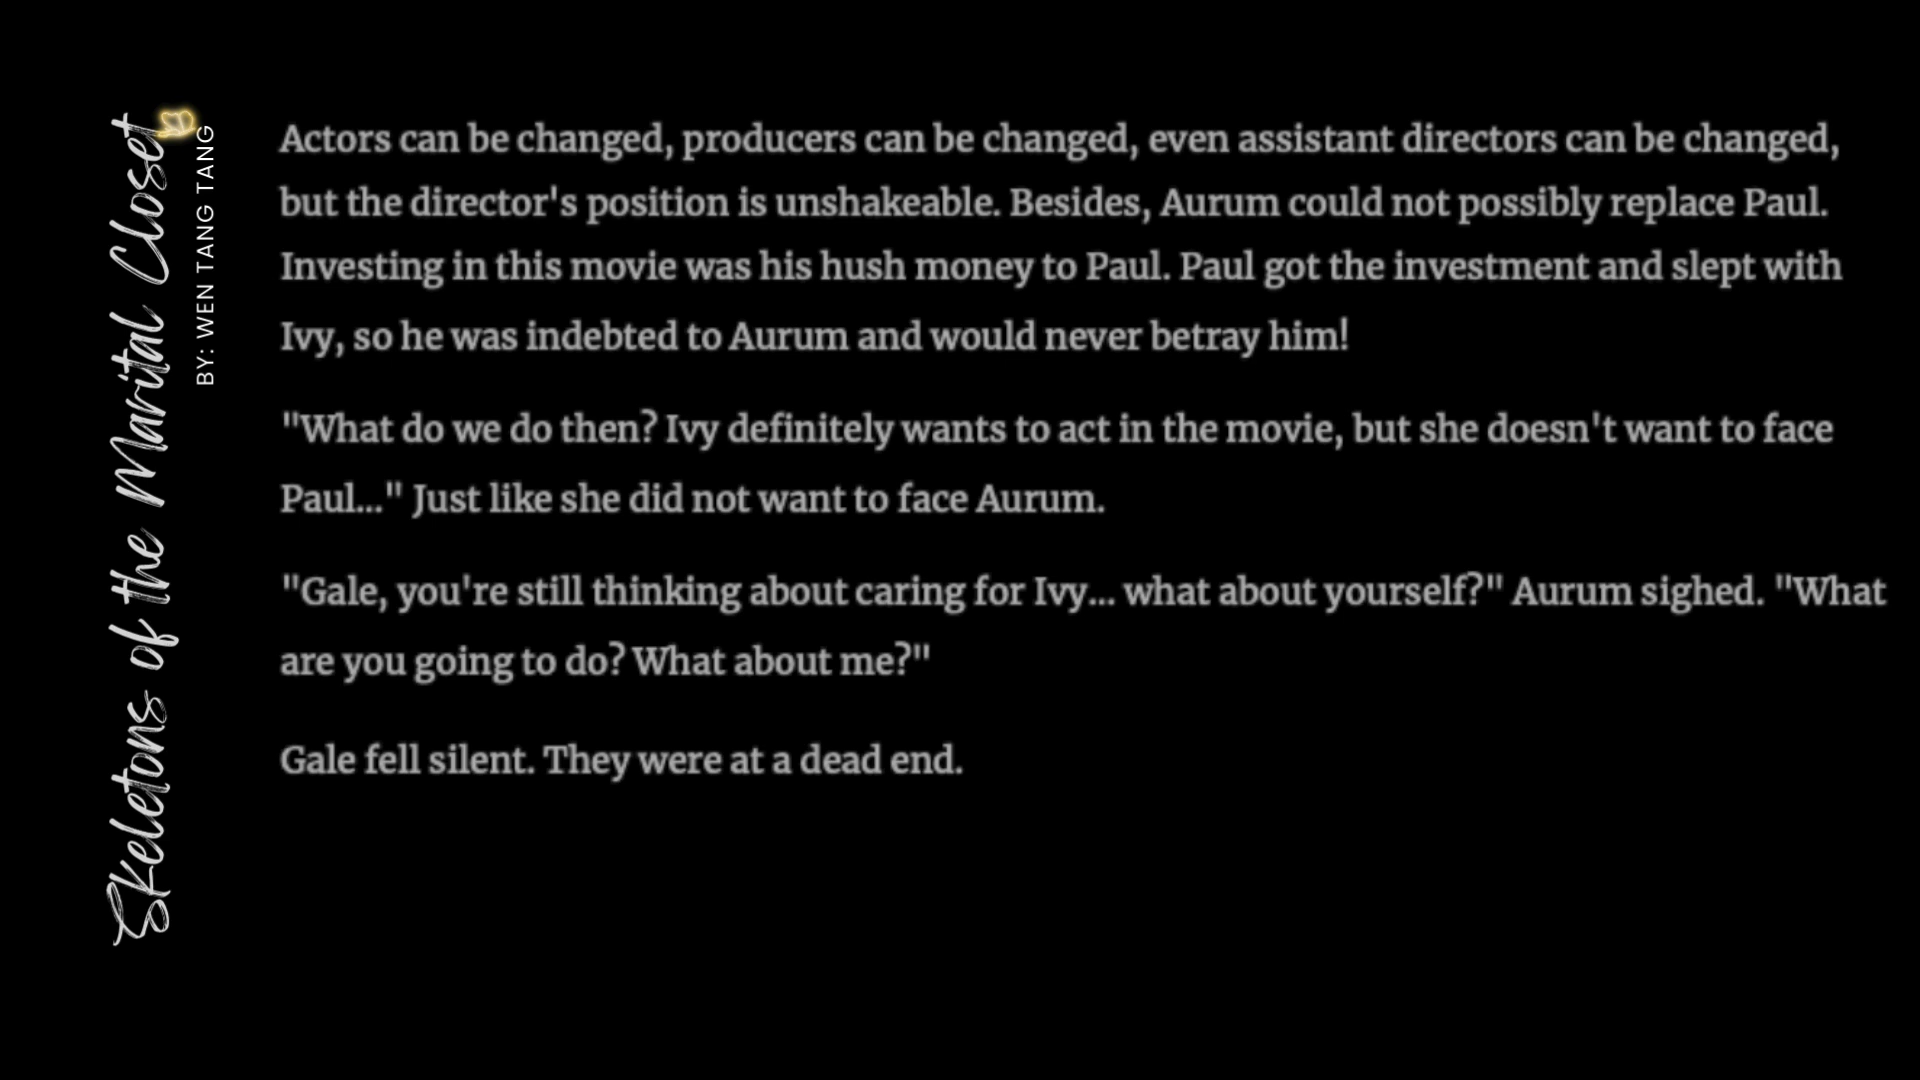 Skeletons of the Marital Closet
BY: WEN TANG TANG
Actors can be changed, producers can be changed, even assistant directors can be changed,
but the director's position is unshakeable. Besides, Aurum could not possibly replace Paul.
Investing in this movie was his hush money to Paul. Paul got the investment and slept with
Ivy, so he was indebted to Aurum and would never betray him!
"What do we do then? Ivy definitely wants to act in the movie, but she doesn't want to face
Paul..." Just like she did not want to face Aurum.
"Gale, you're still thinking about caring for Ivy... what about yourself?" Aurum sighed. "What
are you going to do? What about me?"
Gale fell silent. They were at a dead end.